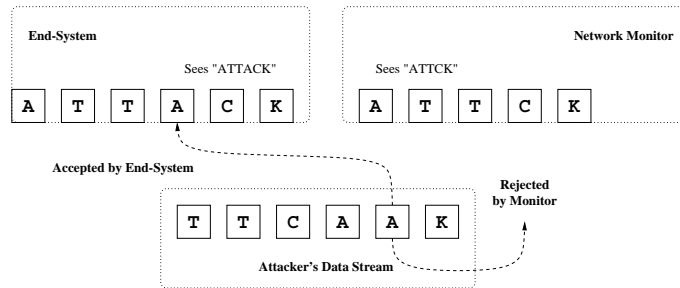 End-System
Network Monitor
Sees "ATTACK"
Sees "ATTCK"
A T T A C K
A T T C K
Accepted by End-System
Rejected
by Monitor
T T C A A K
Attacker's Data Stream